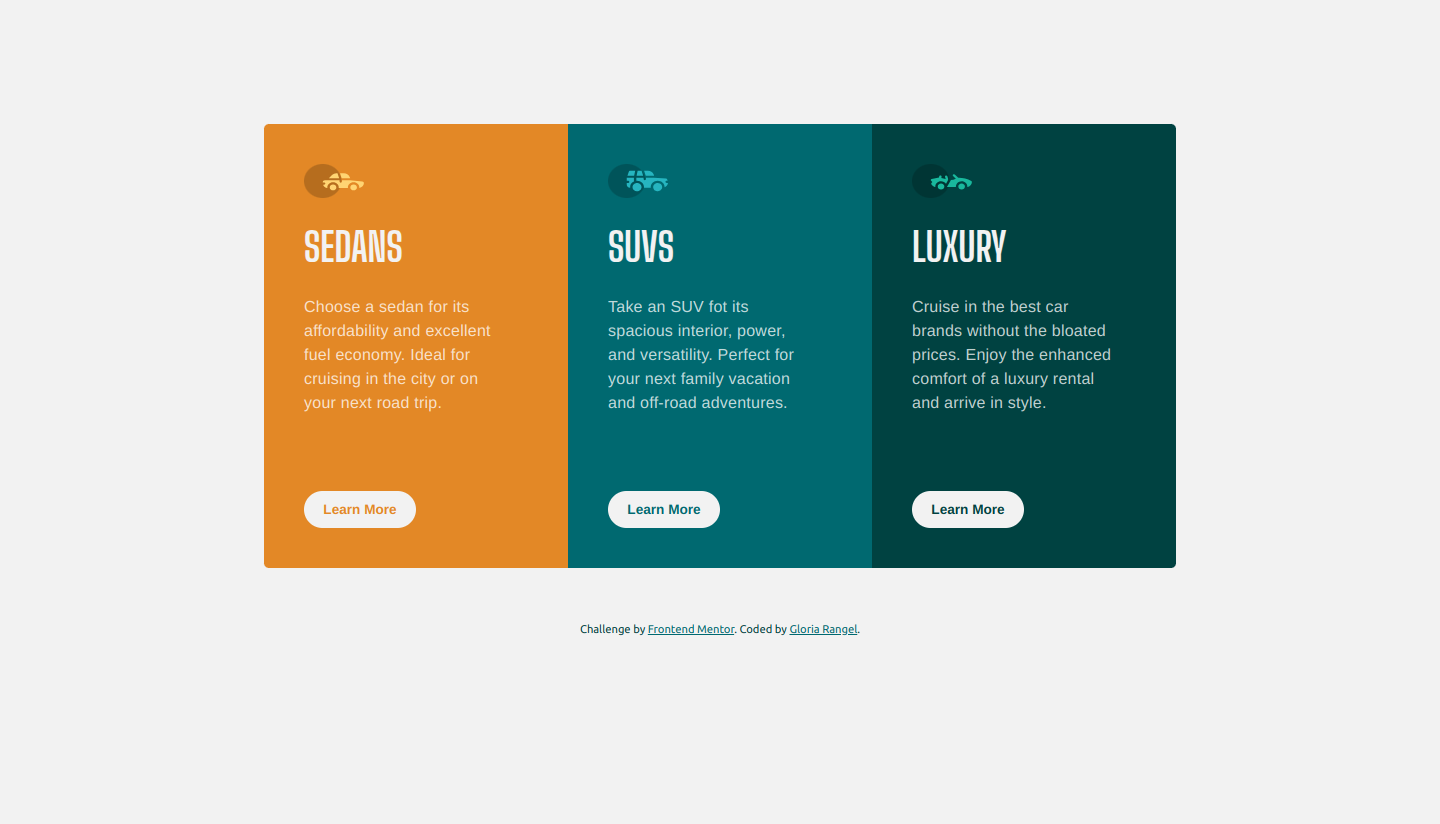 SEDANS
Choose a sedan for its
affordability and excellent
fuel economy. Ideal for
cruising in the city or on
your next road trip.
Learn More
SUVS
Take an SUV fot its
spacious interior, power,
and versatility. Perfect for
your next family vacation
and off-road adventures.
Learn More
LUXURY
Cruise in the best car
brands without the bloated
prices. Enjoy the enhanced
comfort of a luxury rental
and arrive in style.
Learn More
Challenge by Frontend Mentor. Coded by Gloria Rangel.